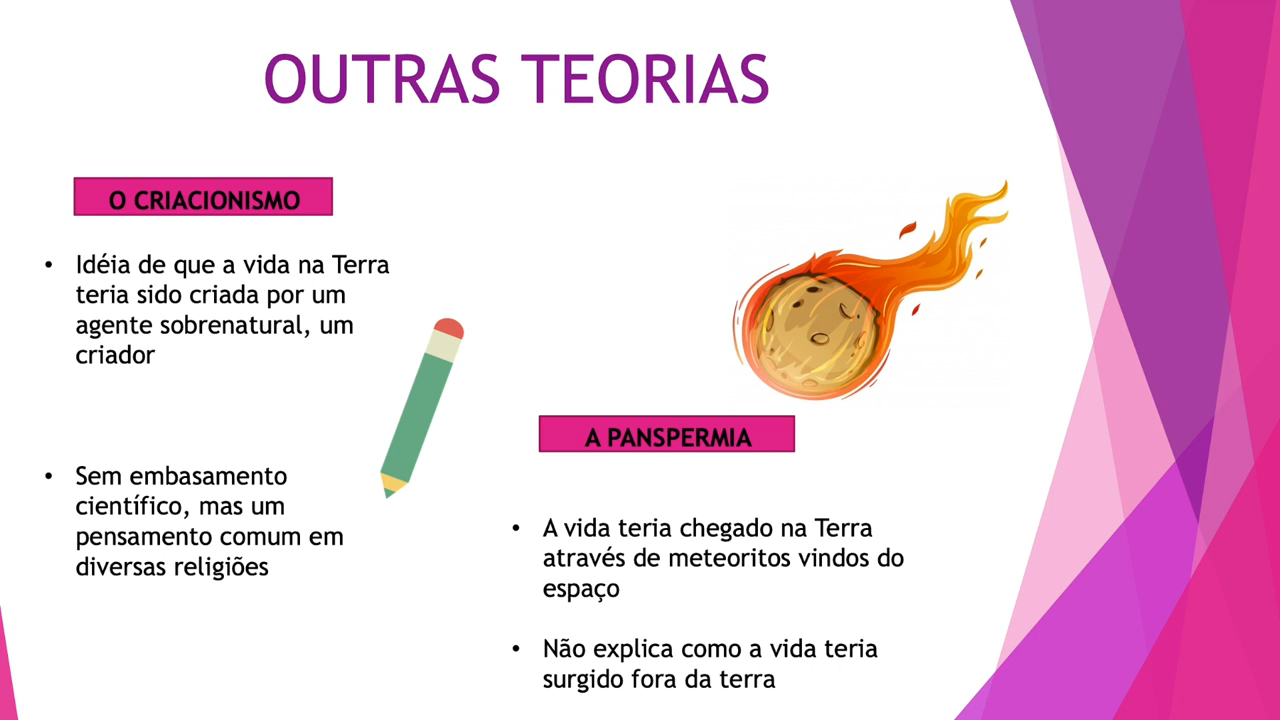 OUTRAS TEORIAS
O CRIACIONISMO
• Idéia de que a vida na Terra
teria sido criada por um
agente sobrenatural, um
criador
• Sem embasamento
científico, mas um
pensamento comum em
diversas religiões
A PANSPERMIA
• A vida teria chegado na Terra
através de meteoritos vindos do
espaço
• Não explica como a vida teria
surgido fora da terra